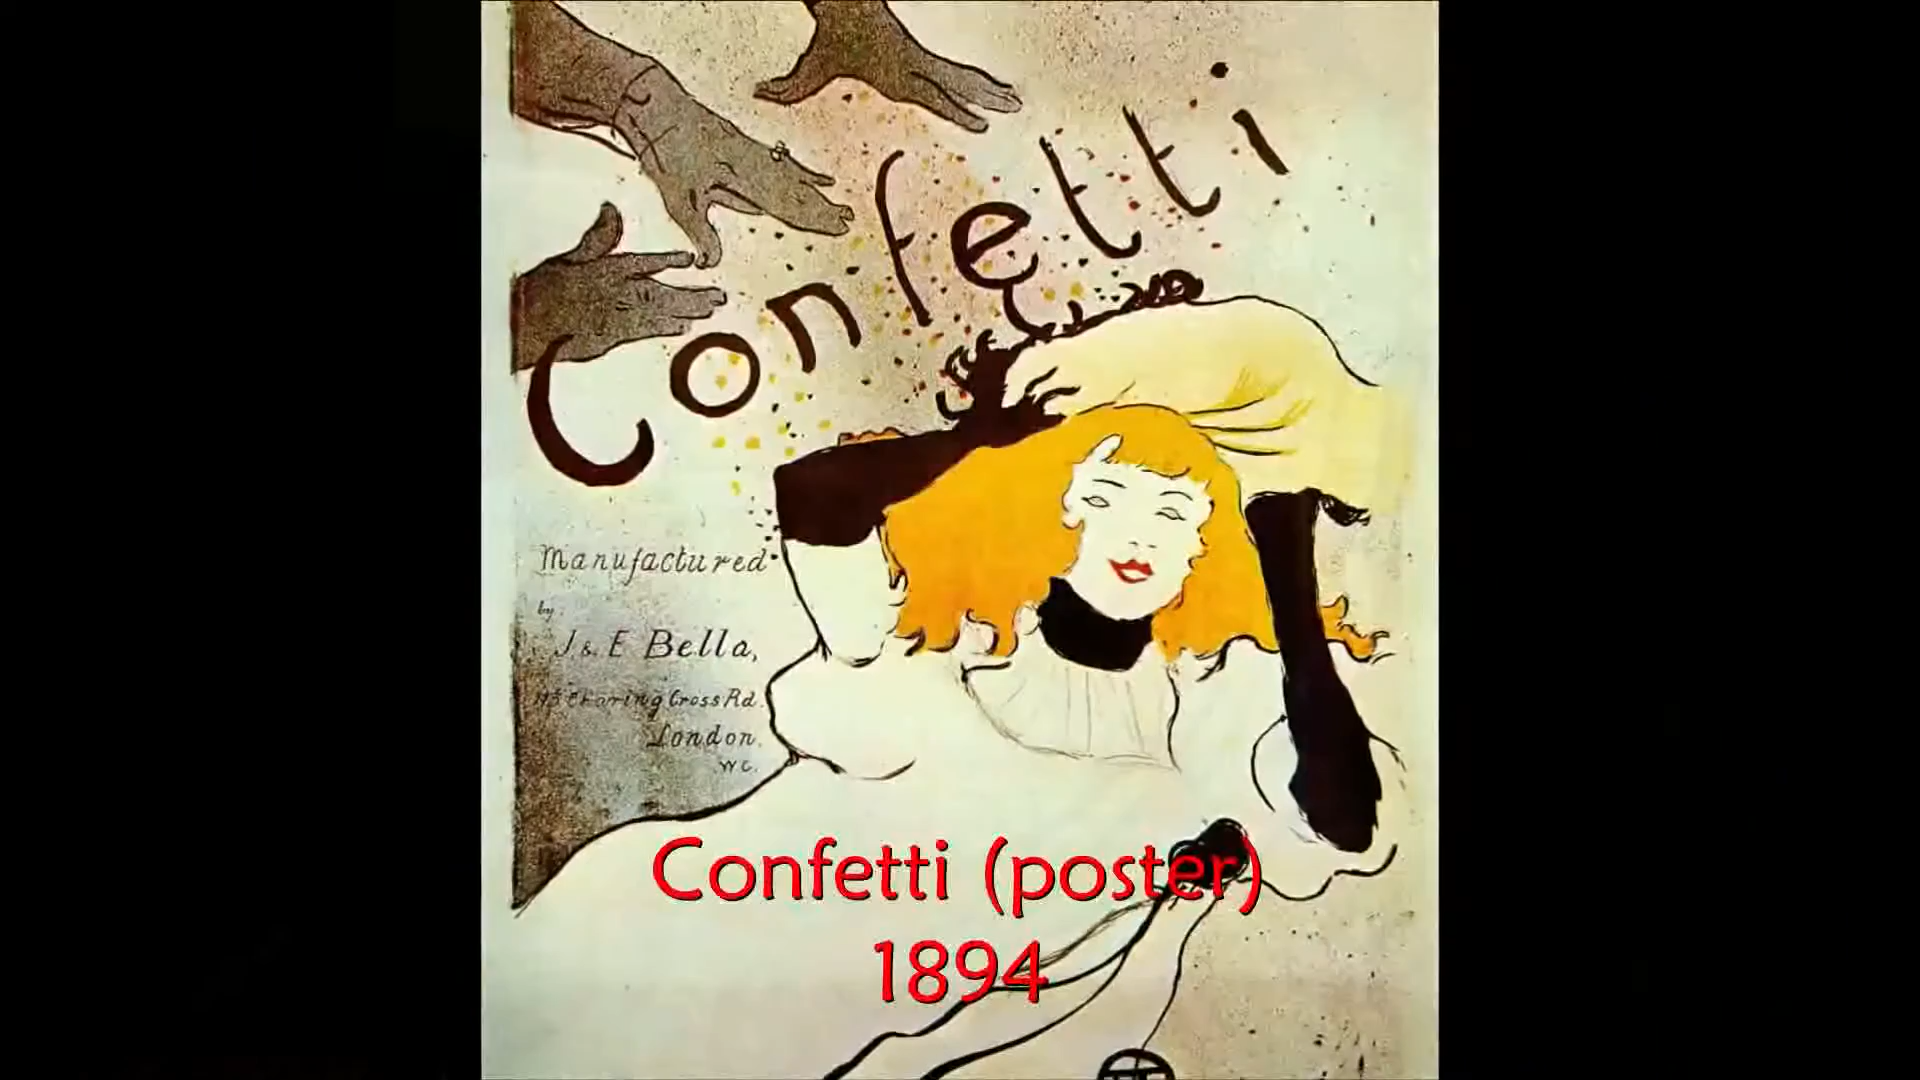 Confetti
Manufactured
by
J & E Bella,
Charing Cross Rd.
London.
W C.
Confetti (poster)
1894